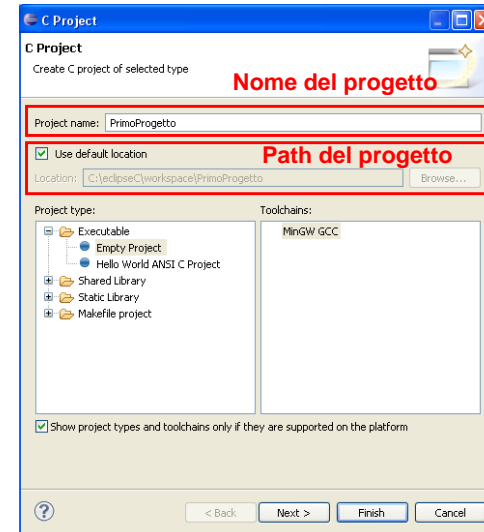 C Project
C Project
Create C project of selected type
Nome del progetto
Project name: PrimoProgetto
Use default location
Path del progetto
Location: C:\eclipseC\workspace\PrimoProgetto Browse...
Project type: Toolchains:
Executable MinGW GCC
Empty Project
Hello World ANSI C Project
Shared Library
Static Library
Makefile project
Show project types and toolchains only if they are supported on the platform
? < Back Next > Finish Cancel